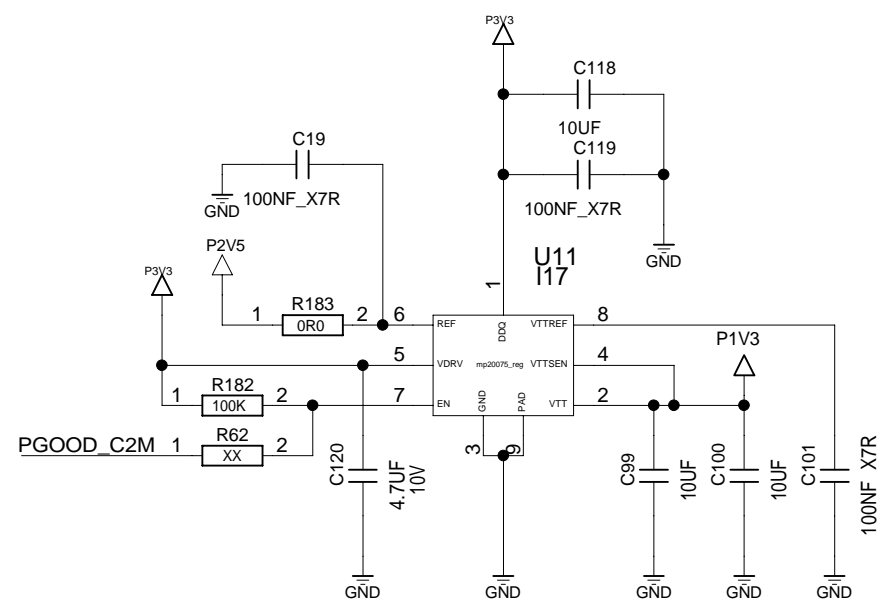 P3V3
C118
10UF
C119
100NF_X7R
GND
C19
100NF_X7R
GND
P2V5
P3V3
U11
I17
1
1
R183
0R0
2
6
REF
DDQ
VTTREF
8
5
VDRV
mp20075_reg
VTTSEN
4
P1V3
1
R182
100K
2
7
EN
GND
PAD
VTT
2
PGOOD_C2M
1
R62
XX
2
3
9
C120
4.7UF
10V
C99
10UF
C100
10UF
C101
100NF X7R
GND
GND
GND
GND
GND